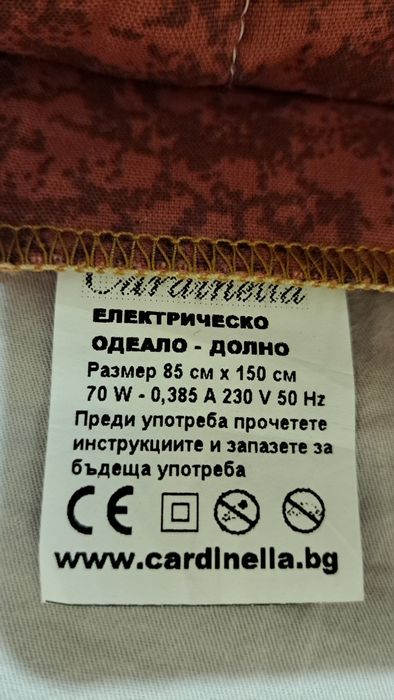 Cardinella
ЕЛЕКТРИЧЕСКО
ОДЕАЛО - ДОЛНО
Размер 85 см х 150 см
70 W - 0,385 A 230 V 50 Hz
Преди употреба прочетете
инструкциите и запазете за
бъдеща употреба
CE
www.cardinella.bg